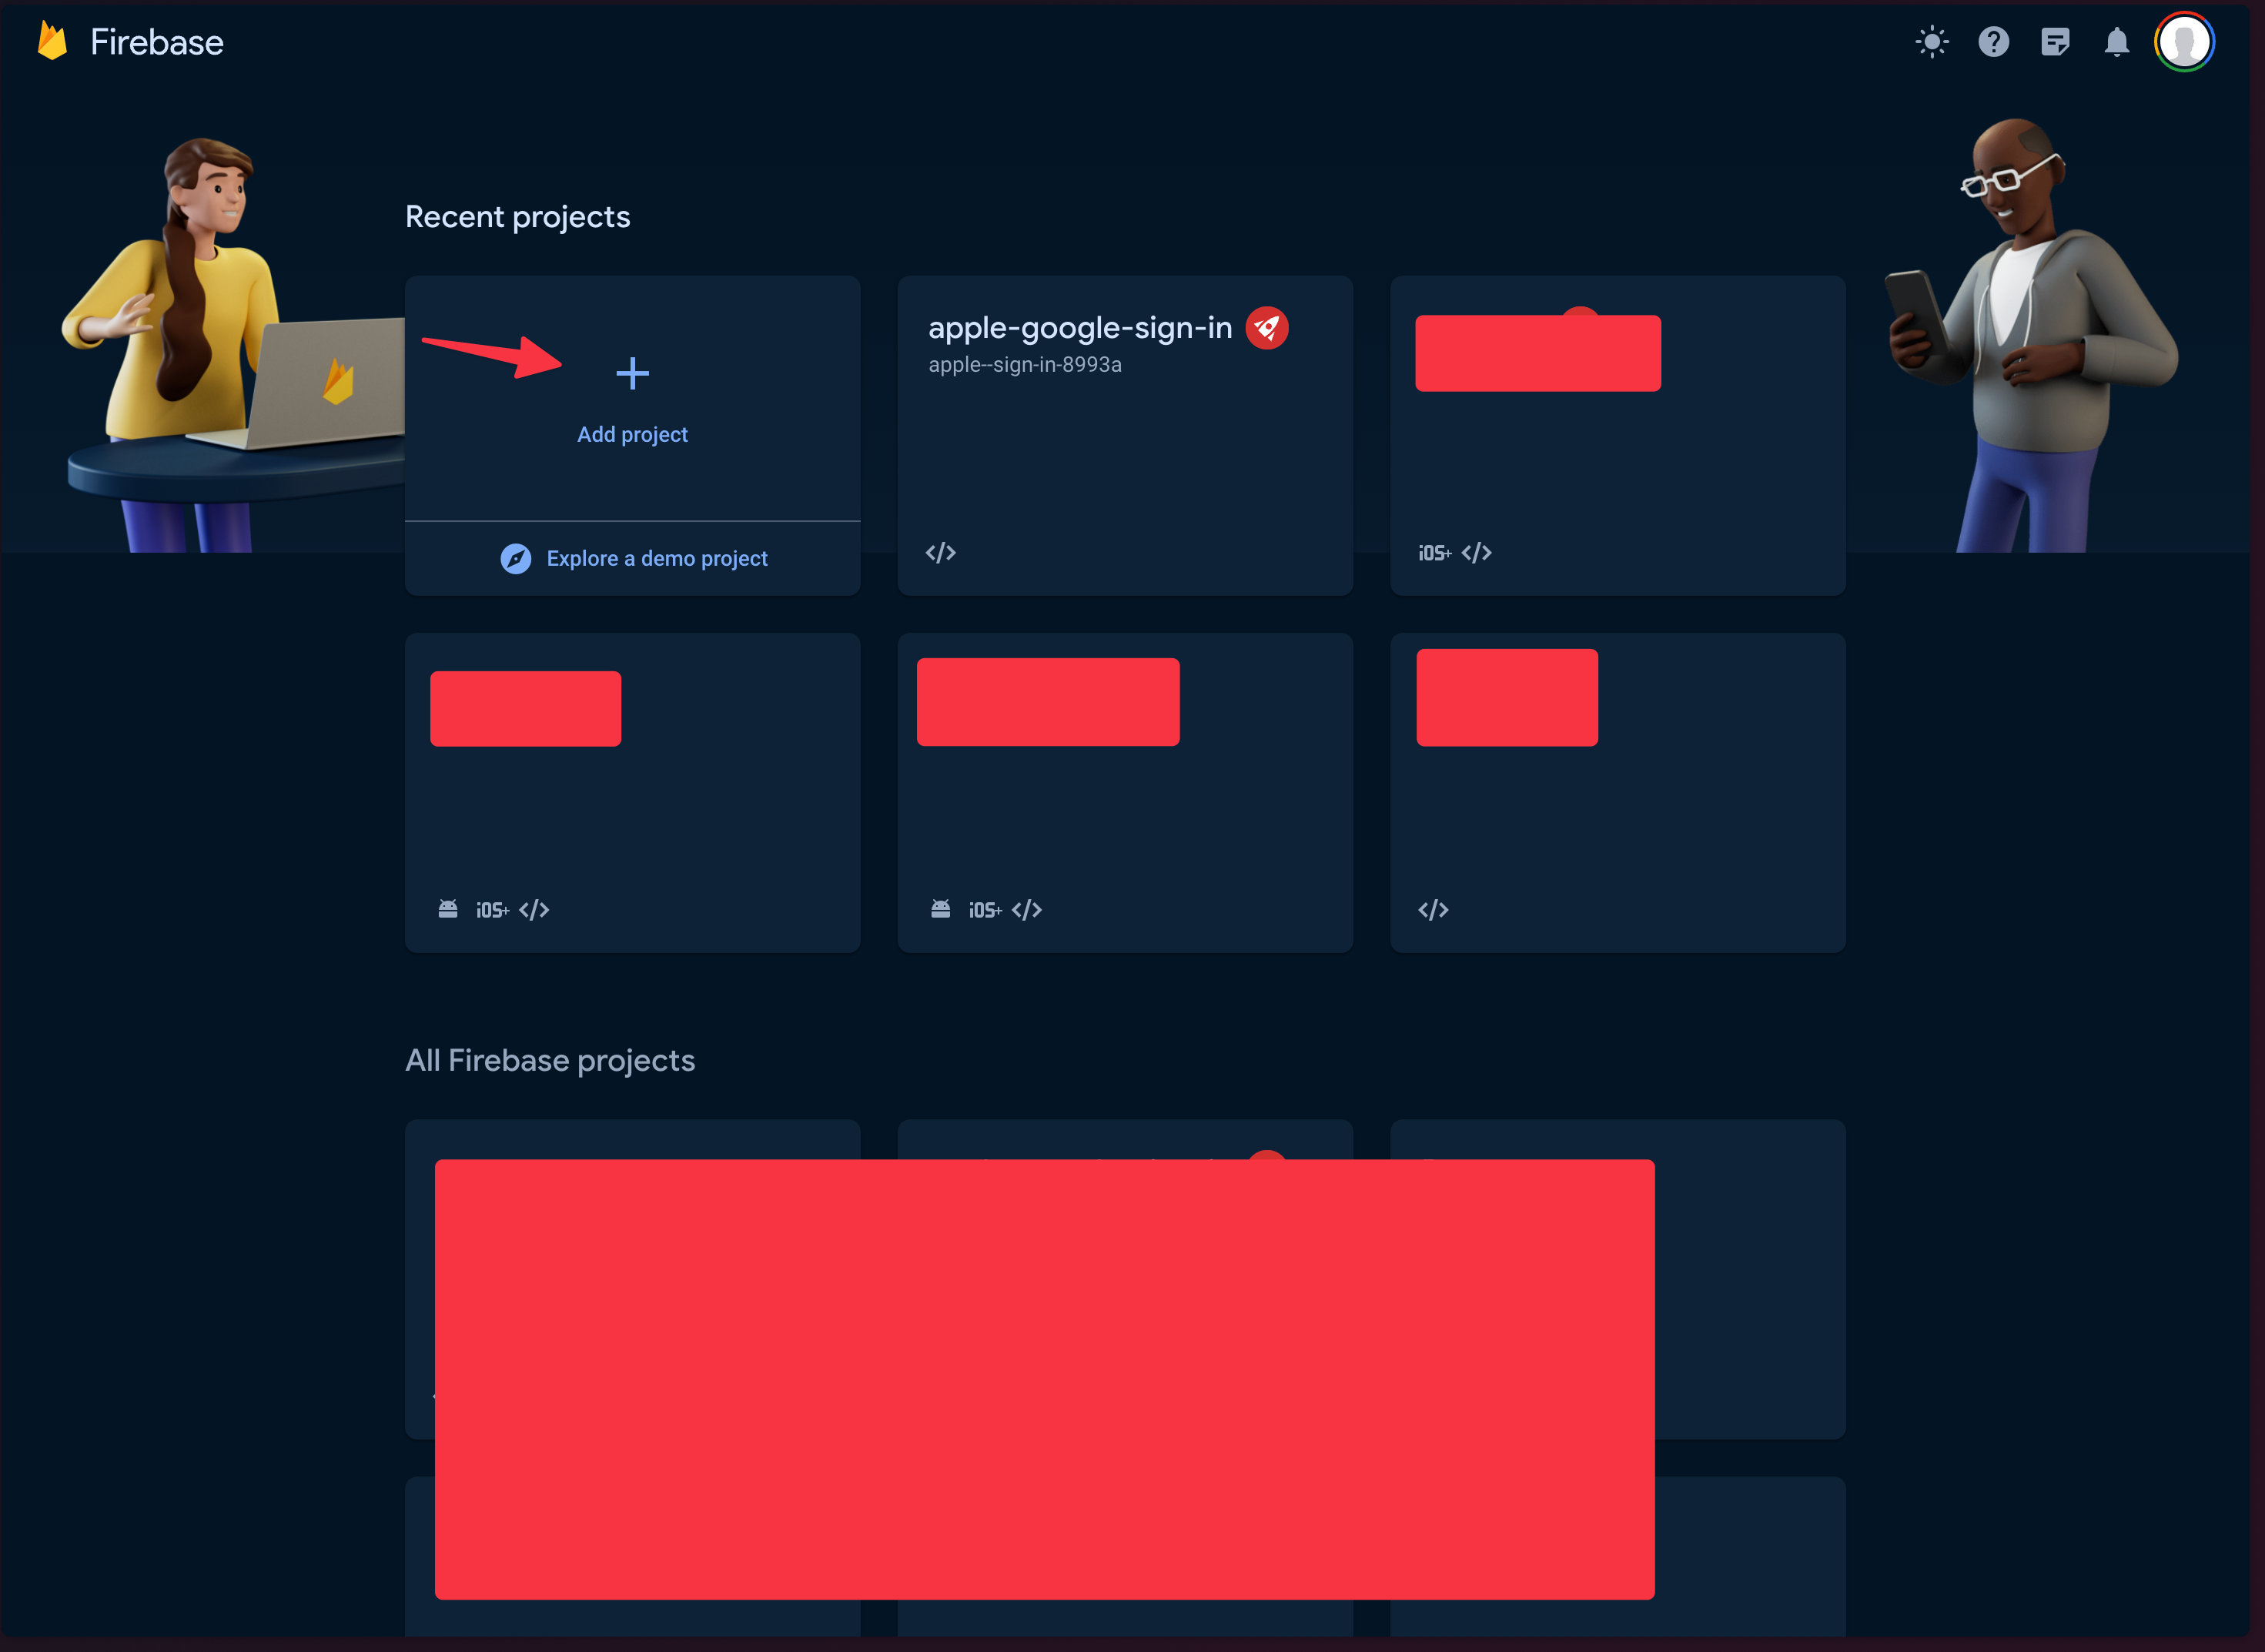 Firebase
Recent projects
Add project
Explore a demo project
apple-google-sign-in
apple--sign-in-8993a
</>
iOS+ </>
iOS+ </>
iOS+ </>
</>
All Firebase projects